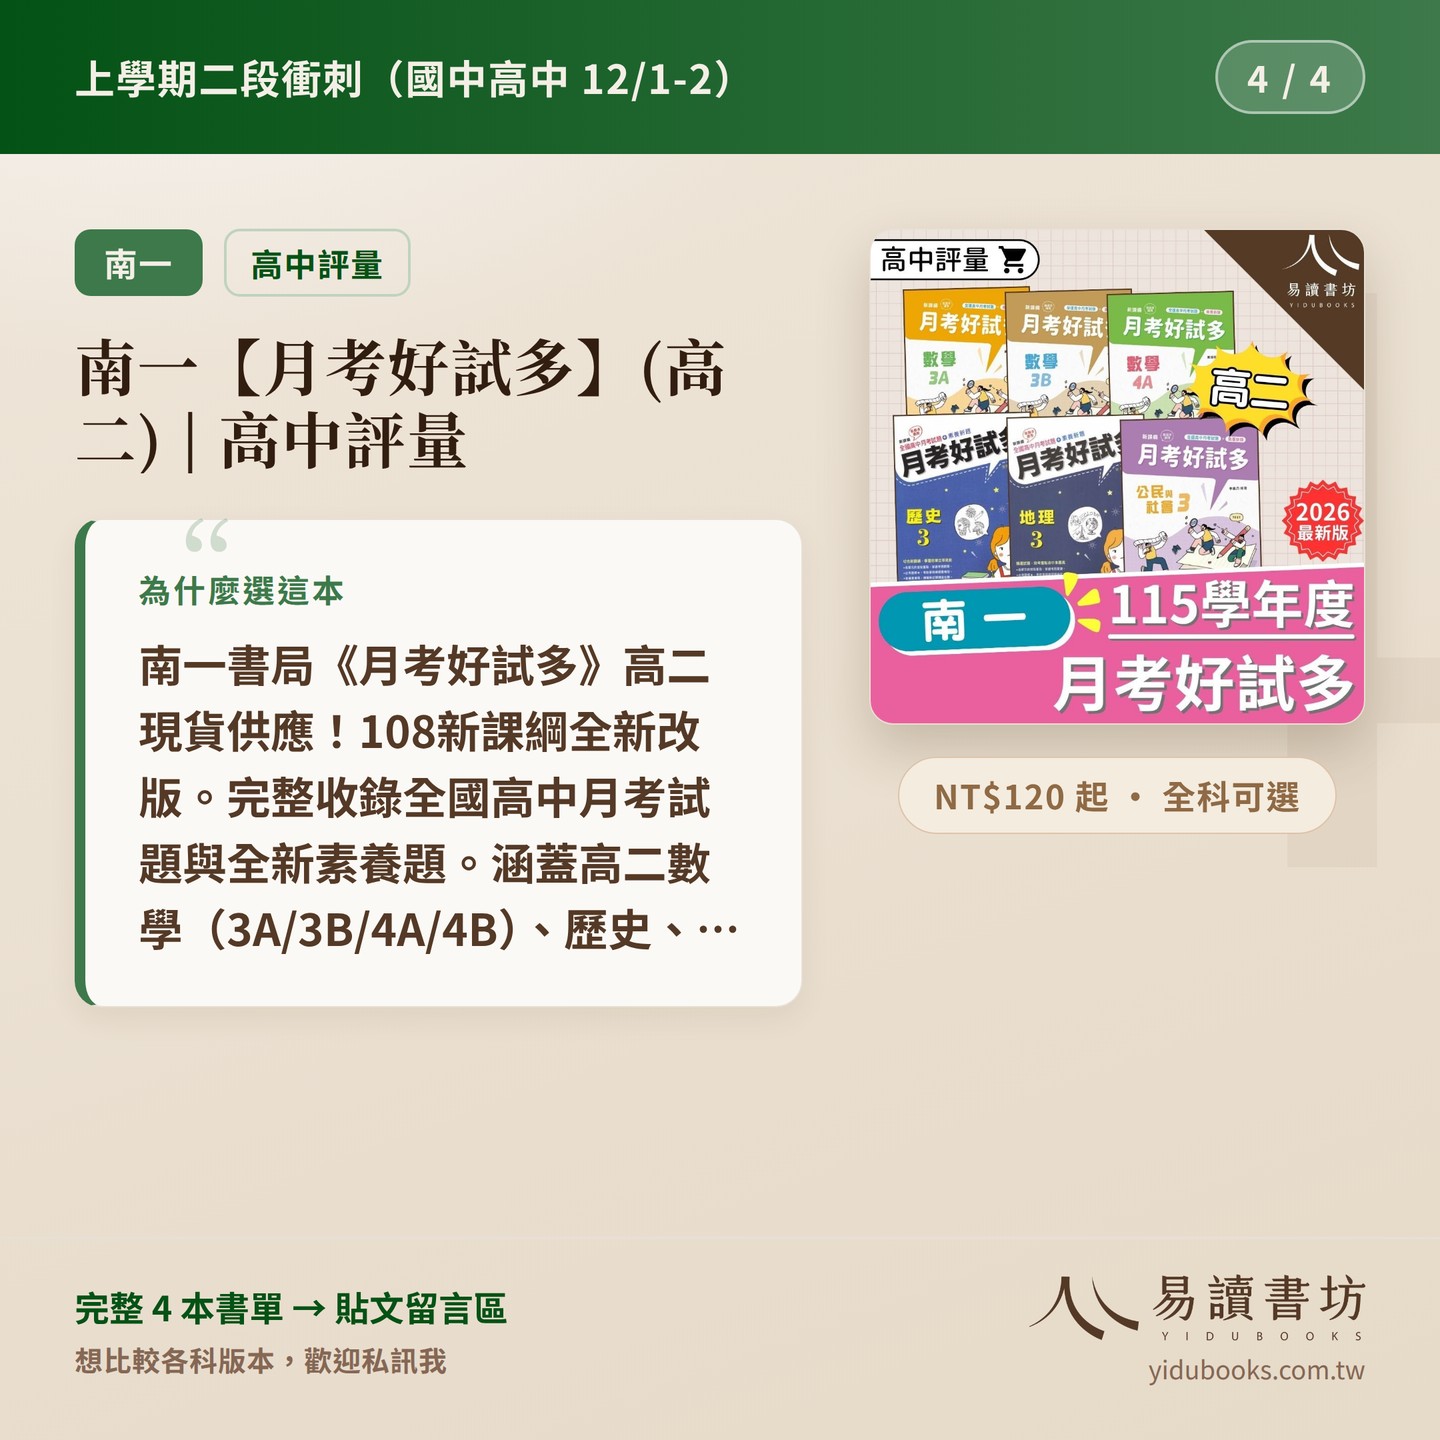 上學期二段衝刺（國中高中 12/1-2）
4 / 4
南一
高中評量
南一【月考好試多】(高
二)｜高中評量
“
為什麼選這本
南一書局《月考好試多》高二
現貨供應！108新課綱全新改
版。完整收錄全國高中月考試
題與全新素養題。涵蓋高二數
學（3A/3B/4A/4B）、歷史、⋯
高中評量
易讀書坊
YIDUBOOKS
月考好試
數學
3A
月考好試
數學
3B
月考好試多
數學
4A
高二
月考好試多
歷史
3
月考好試多
地理
3
月考好試多
公民與
社會 3
2026
最新版
南一
115學年度
月考好試多
NT$120 起 · 全科可選
完整 4 本書單 → 貼文留言區
想比較各科版本，歡迎私訊我
易讀書坊
YIDUBOOKS
yidubooks.com.tw